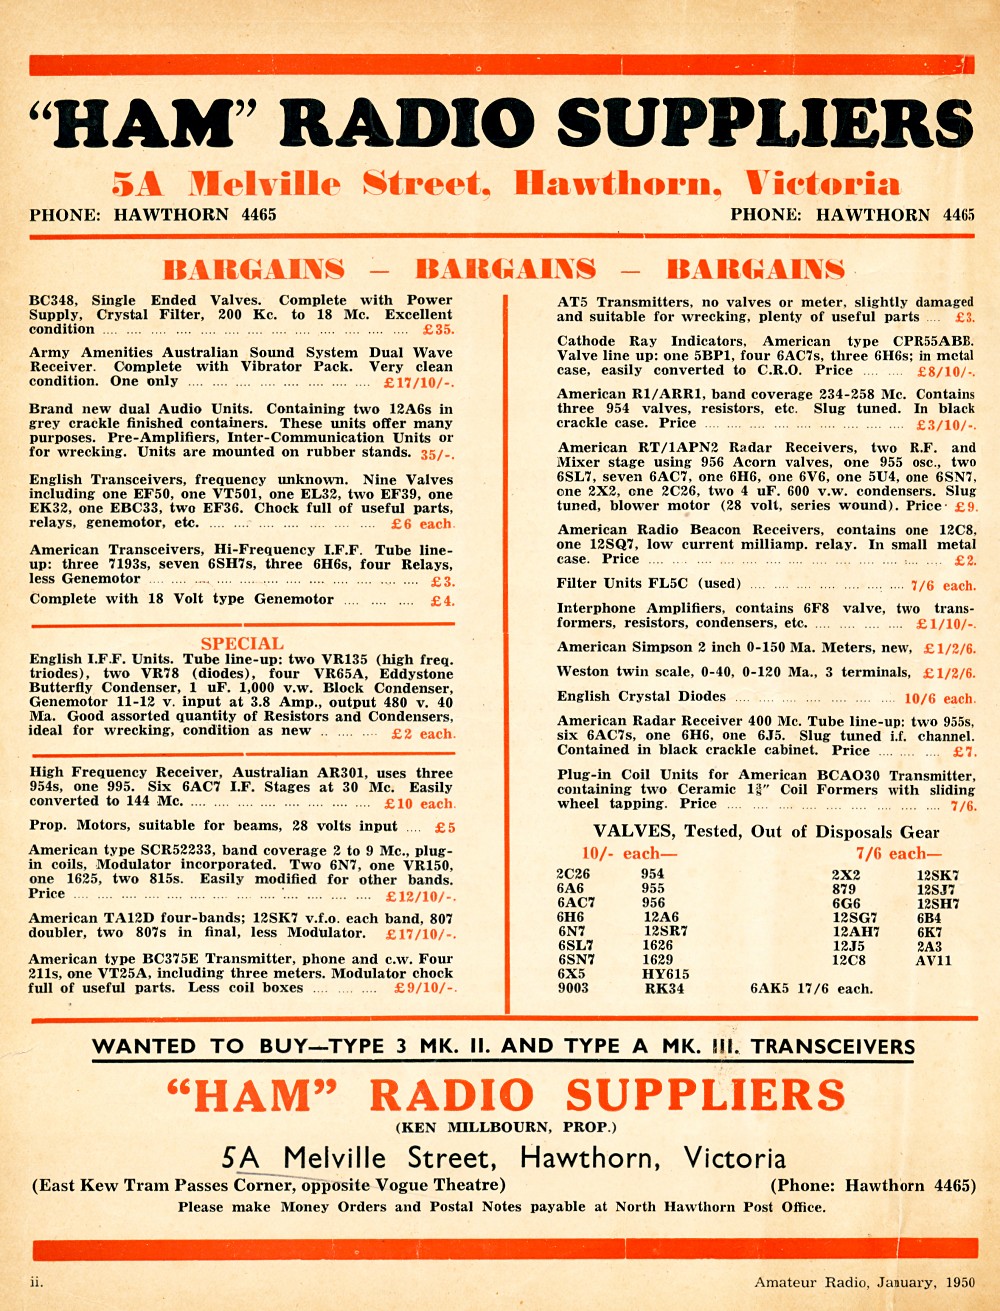 "HAM" RADIO SUPPLIERS
5A Melville Street, Hawthorn, Victoria
PHONE: HAWTHORN 4465
PHONE: HAWTHORN 4465
BARGAINS — BARGAINS — BARGAINS
BC348, Single Ended Valves. Complete with Power
Supply, Crystal Filter, 200 Kc. to 18 Mc. Excellent
condition .... .... .... .... .... .... .... .... .... .... .... £35.
Army Amenities Australian Sound System Dual Wave
Receiver. Complete with Vibrator Pack. Very clean
condition. One only .... .... .... .... .... .... .... £17/10/-.
Brand new dual Audio Units. Containing two 12A6s in
grey crackle finished containers. These units offer many
purposes. Pre-Amplifiers, Inter-Communication Units or
for wrecking. Units are mounted on rubber stands. 35/-.
English Transmitters, frequency unknown. Nine Valves
including one EF50, one VT501, one EL32, two EF39, one
EK32, one EBC33, two EF36. Chock full of useful parts,
relays, genemotor, etc. .... .... .... .... .... .... .... £6 each.
American Transceivers, Hi-Frequency I.F.F. Tube line-
up: three 7193s, seven 6SH7s, three 6H6s, four Relays,
less Genemotor .... .... .... .... .... .... .... .... .... .... £3.
Complete with 18 Volt type Genemotor .... .... .... £4.
SPECIAL
English I.F.F. Units. Tube line-up: two VR135 (high freq.
triodes), two VR78 (diodes), four VR65A, Eddystone
Butterfly Condenser, 1 uF. 1,000 v.w. Block Condenser,
Genemotor 11-12 v. input at 3.8 Amp., output 480 v. 40
Ma. Good assorted quantity of Resistors and Condensers,
ideal for wrecking, condition as new .. .... .... £2 each.
High Frequency Receiver, Australian AR301, uses three
954s, one 995. Six 6AC7 I.F. Stages at 30 Mc. Easily
converted to 144 Mc. .... .... .... .... .... .... .... £10 each.
Prop. Motors, suitable for beams, 28 volts input .... £5
American type SCR52233, band coverage 2 to 9 Mc., plug-
in coils, Modulator incorporated. Two 6N7, one VR150,
one 1625, two 815s. Easily modified for other bands.
Price .... .... .... .... .... .... .... .... .... .... .... £12/10/-.
American TA12D four-bands; 12SK7 v.f.o. each band, 807
doubler, two 807s in final, less Modulator. £17/10/-.
American type BC375E Transmitter, phone and c.w. Four
211s, one VT25A, including three meters. Modulator chock
full of useful parts. Less coil boxes .... .... .... £9/10/-.
AT5 Transmitters, no valves or meter, slightly damaged
and suitable for wrecking, plenty of useful parts .... £3.
Cathode Ray Indicators, American type CPR55ABB.
Valve line up: one 5BP1, four 6AC7s, three 6H6s; in metal
case, easily converted to C.R.O. Price .... .... £8/10/-.
American R1/ARR1, band coverage 234-258 Mc. Contains
three 954 valves, resistors, etc. Slug tuned. In black
crackle case. Price .... .... .... .... .... .... .... £3/10/-.
American RT/1APN2 Radar Receivers, two R.F. and
Mixer stage using 956 Acorn valves, one 955 osc., two
6SL7, seven 6AC7, one 6H6, one 6V6, one 5U4, one 6SN7,
one 2X2, one 2C26, two 4 uF. 600 v.w. condensers. Slug
tuned, blower motor (28 volt, series wound). Price £9.
American Radio Beacon Receivers, contains one 12C8,
one 12SQ7, low current milliamp. relay. In small metal
case. Price .... .... .... .... .... .... .... .... .... .... £2.
Filter Units FL5C (used) .... .... .... .... .... 7/6 each.
Interphone Amplifiers, contains 6F8 valve, two trans-
formers, resistors, condensers, etc. .... .... .... £1/10/-.
American Simpson 2 inch 0-150 Ma. Meters, new, £1/2/6.
Weston twin scale, 0-40, 0-120 Ma., 3 terminals, £1/2/6.
English Crystal Diodes .... .... .... .... .... .... 10/6 each.
American Radar Receiver 400 Mc. Tube line-up: two 955s,
six 6AC7s, one 6H6, one 6J5. Slug tuned i.f. channel.
Contained in black crackle cabinet. Price .... .... .... £7.
Plug-in Coil Units for American BCAO30 Transmitter,
containing two Ceramic 1⅜" Coil Formers with sliding
wheel tapping. Price .... .... .... .... .... .... .... .... 7/6.
VALVES, Tested, Out of Disposals Gear
10/- each— 7/6 each—
2C26 954 2X2 12SK7
6A6 955 879 12SJ7
6AC7 956 6G6 12SH7
6H6 12A6 12SG7 6B4
6N7 12SR7 12AH7 6K7
6SL7 1626 12J5 2A3
6SN7 1629 12C8 AV11
6X5 HY615
9003 RK34 6AK5 17/6 each.
WANTED TO BUY—TYPE 3 MK. II. AND TYPE A MK. III. TRANSCEIVERS
"HAM" RADIO SUPPLIERS
(KEN MILLBOURN, PROP.)
5A Melville Street, Hawthorn, Victoria
(East Kew Tram Passes Corner, opposite Vogue Theatre)
(Phone: Hawthorn 4465)
Please make Money Orders and Postal Notes payable at North Hawthorn Post Office.
ii.
Amateur Radio, January, 1950